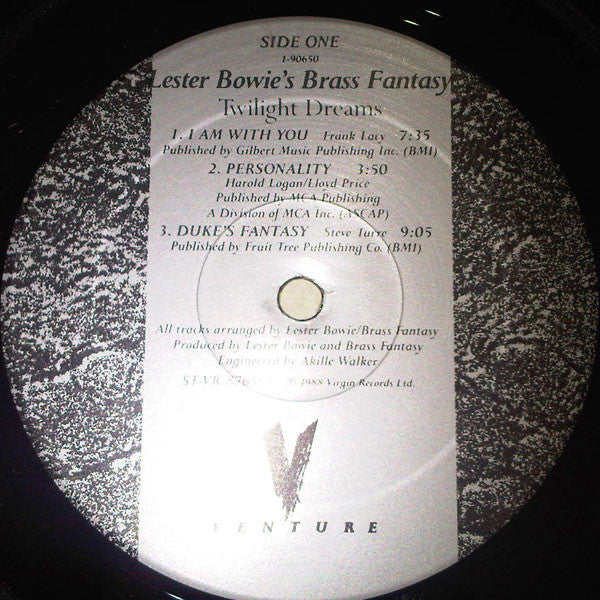 SIDE ONE
1-90650
Lester Bowie's Brass Fantasy
Twilight Dreams
1. I AM WITH YOU Frank Lacy 7:35
Published by Gilbert Music Publishing Inc. (BMI)
2. PERSONALITY 3:50
Harold Logan/Lloyd Price
Published by MCA Publishing
A Division of MCA Inc. (ASCAP)
3. DUKE'S FANTASY Steve Turre 9:05
Published by Fruit Tree Publishing Co. (BMI)
All tracks arranged by Lester Bowie/Brass Fantasy
Produced by Lester Bowie and Brass Fantasy
Engineered by Akille Walker
ST-VR ℗ 1988 Virgin Records Ltd.
V
VENTURE